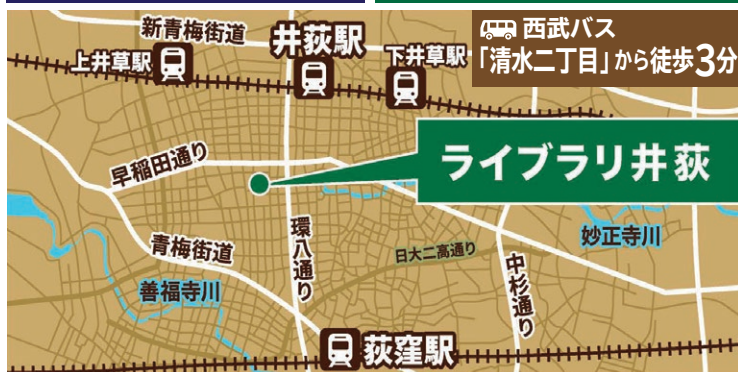 西武バス
「清水二丁目」から徒歩3分
新青梅街道
井荻駅
上井草駅
下井草駅
ライブラリ井荻
早稲田通り
環八通り
妙正寺川
青梅街道
日大二高通り
中杉通り
善福寺川
荻窪駅